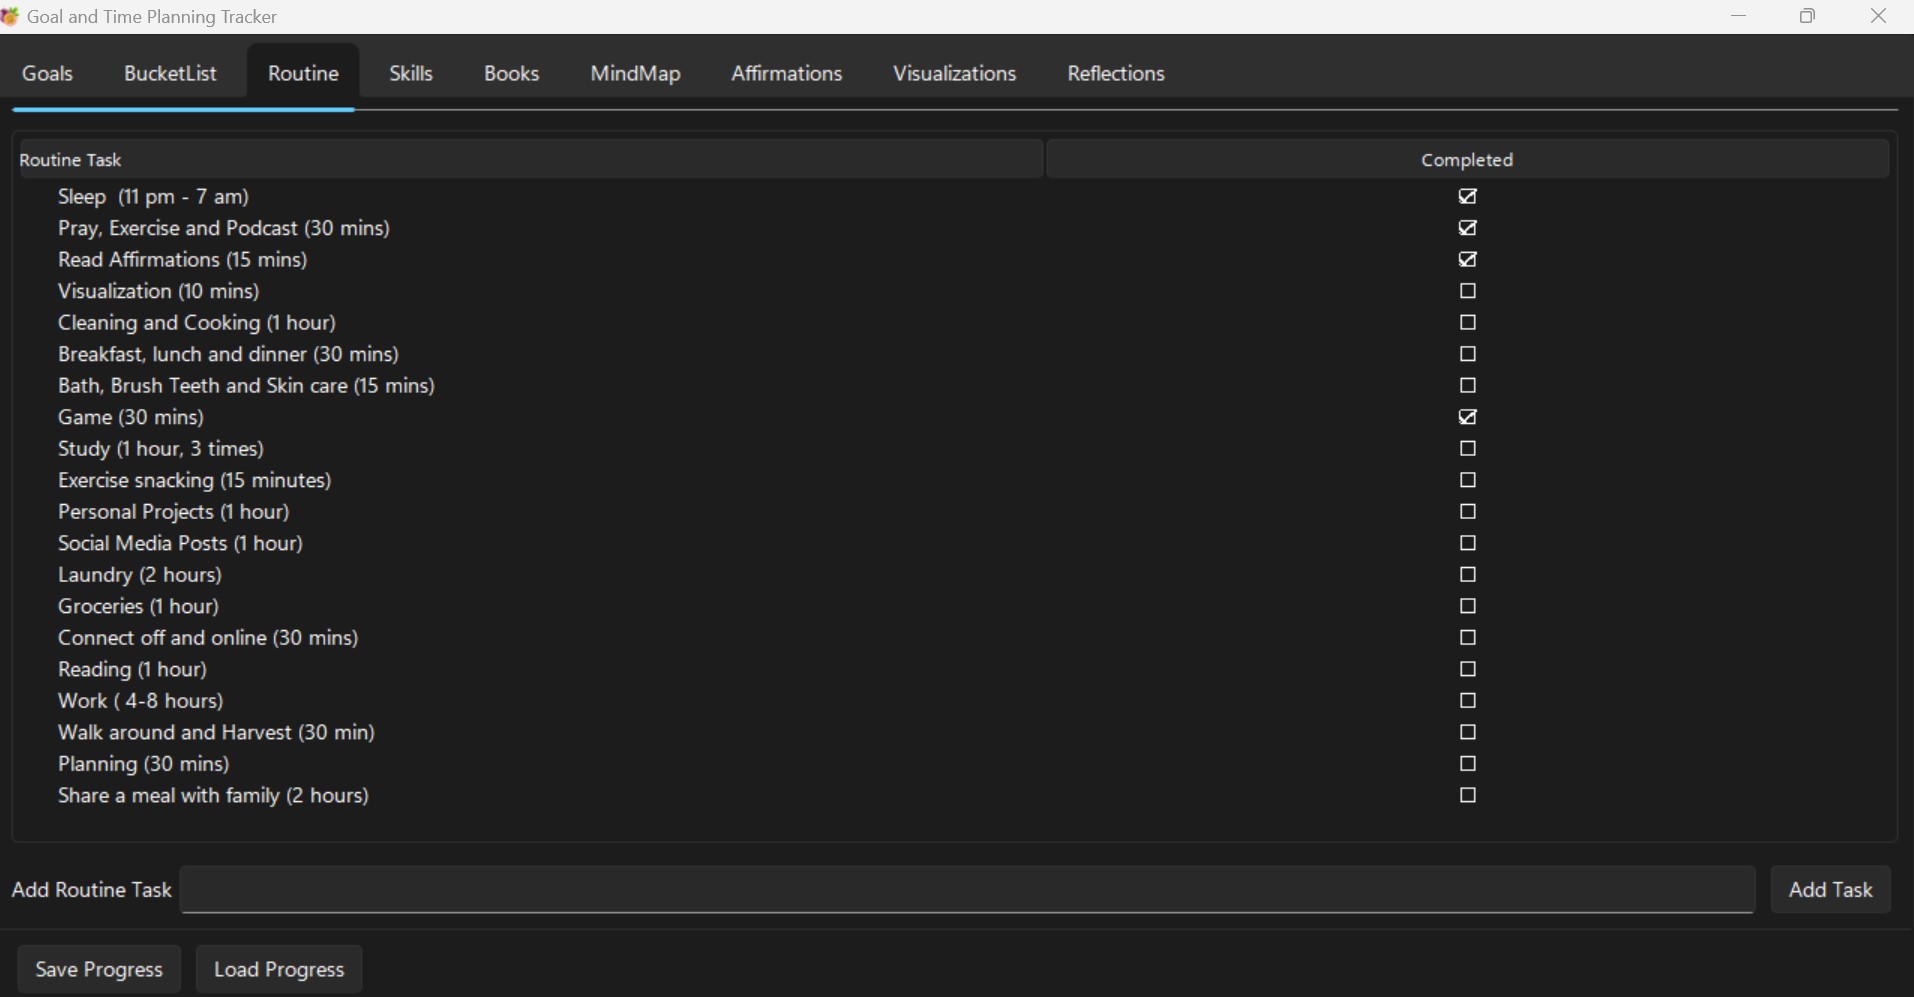 Goal and Time Planning Tracker
Goals BucketList Routine Skills Books MindMap Affirmations Visualizations Reflections
Routine Task Completed
Sleep  (11 pm - 7 am)
Pray, Exercise and Podcast (30 mins)
Read Affirmations (15 mins)
Visualization (10 mins)
Cleaning and Cooking (1 hour)
Breakfast, lunch and dinner (30 mins)
Bath, Brush Teeth and Skin care (15 mins)
Game (30 mins)
Study (1 hour, 3 times)
Exercise snacking (15 minutes)
Personal Projects (1 hour)
Social Media Posts (1 hour)
Laundry (2 hours)
Groceries (1 hour)
Connect off and online (30 mins)
Reading (1 hour)
Work ( 4-8 hours)
Walk around and Harvest (30 min)
Planning (30 mins)
Share a meal with family (2 hours)
Add Routine Task Add Task
Save Progress Load Progress